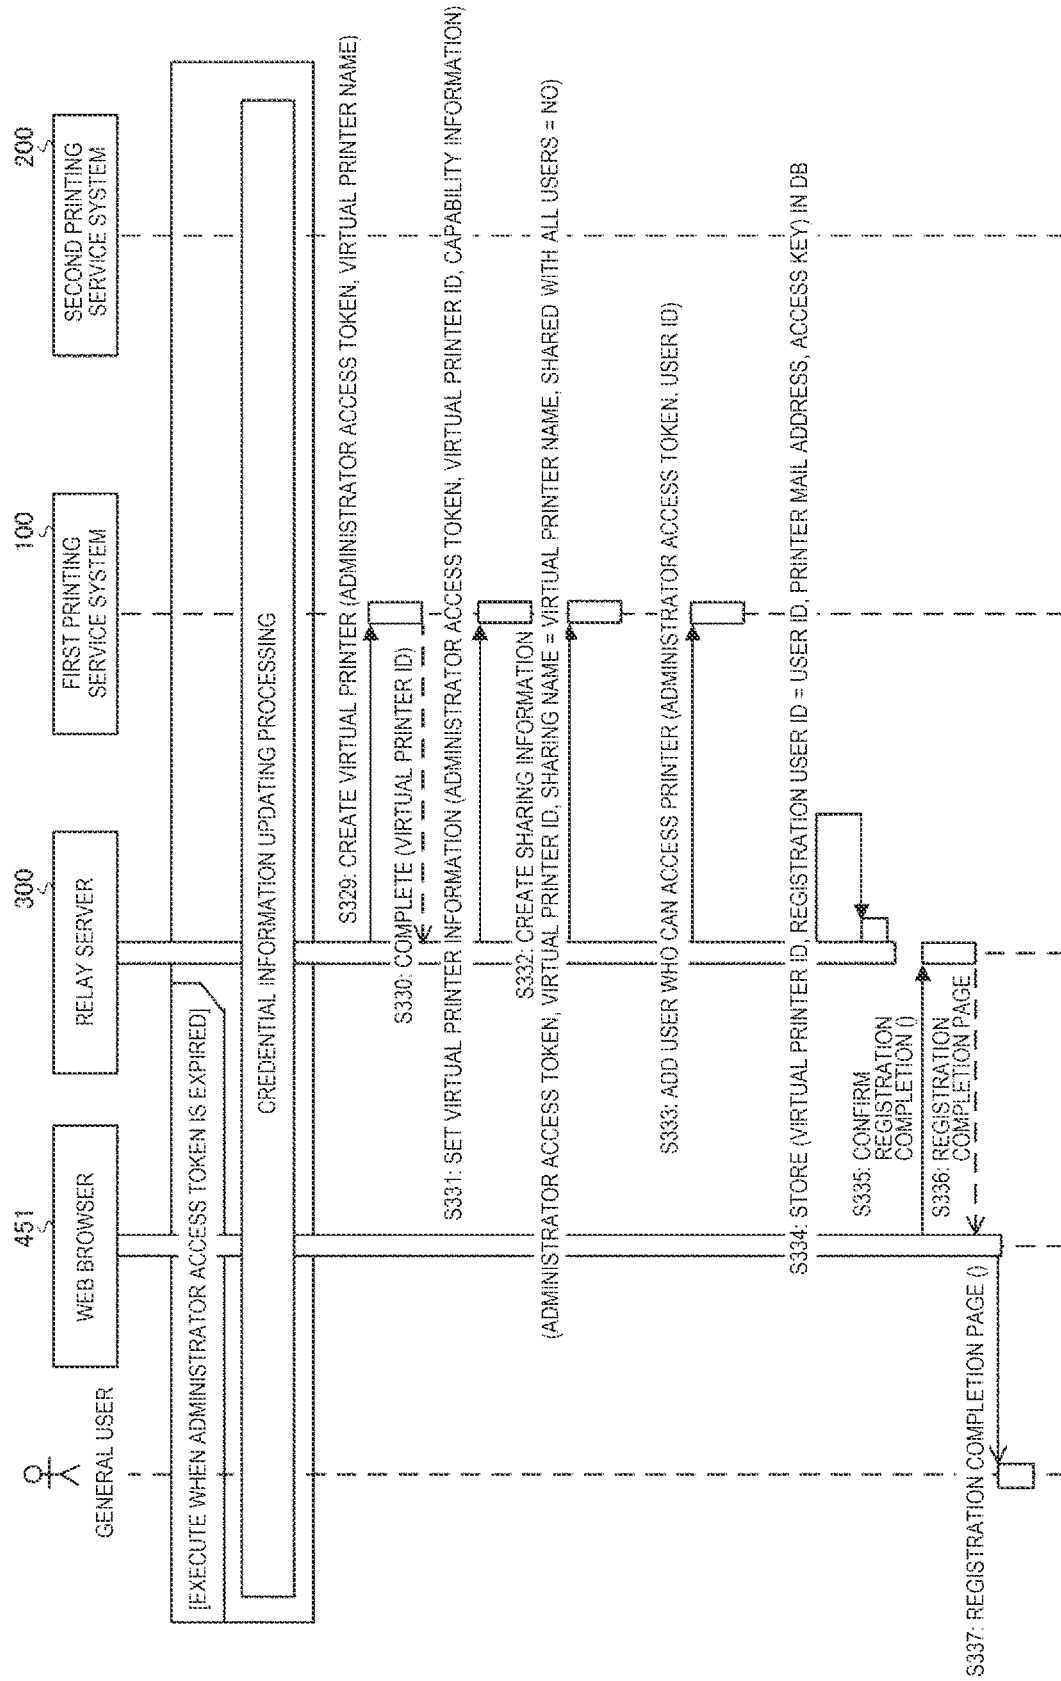 GENERAL USER
451
WEB BROWSER
300
RELAY SERVER
100
FIRST PRINTING
SERVICE SYSTEM
200
SECOND PRINTING
SERVICE SYSTEM
[EXECUTE WHEN ADMINISTRATOR ACCESS TOKEN IS EXPIRED]
CREDENTIAL INFORMATION UPDATING PROCESSING
S329: CREATE VIRTUAL PRINTER (ADMINISTRATOR ACCESS TOKEN, VIRTUAL PRINTER NAME)
S330: COMPLETE (VIRTUAL PRINTER ID)
S331: SET VIRTUAL PRINTER INFORMATION (ADMINISTRATOR ACCESS TOKEN, VIRTUAL PRINTER ID, CAPABILITY INFORMATION)
S332: CREATE SHARING INFORMATION
(ADMINISTRATOR ACCESS TOKEN, VIRTUAL PRINTER ID, SHARING NAME = VIRTUAL PRINTER NAME, SHARED WITH ALL USERS = NO)
S333: ADD USER WHO CAN ACCESS PRINTER (ADMINISTRATOR ACCESS TOKEN, USER ID)
S334: STORE (VIRTUAL PRINTER ID, REGISTRATION USER ID = USER ID, PRINTER MAIL ADDRESS, ACCESS KEY) IN DB
S335: CONFIRM
REGISTRATION
COMPLETION ()
S336: REGISTRATION
COMPLETION PAGE
S337: REGISTRATION COMPLETION PAGE ()